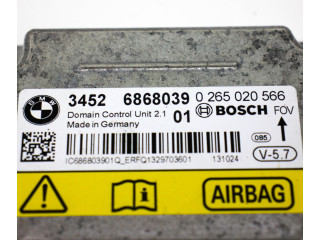 BMW
3452 6868039 0 265 020 566
Domain Control Unit 2.1 01 BOSCH FOV
Made in Germany
085
IC686803901Q_ERFQ1329703601 131024 V-5.7
AIRBAG